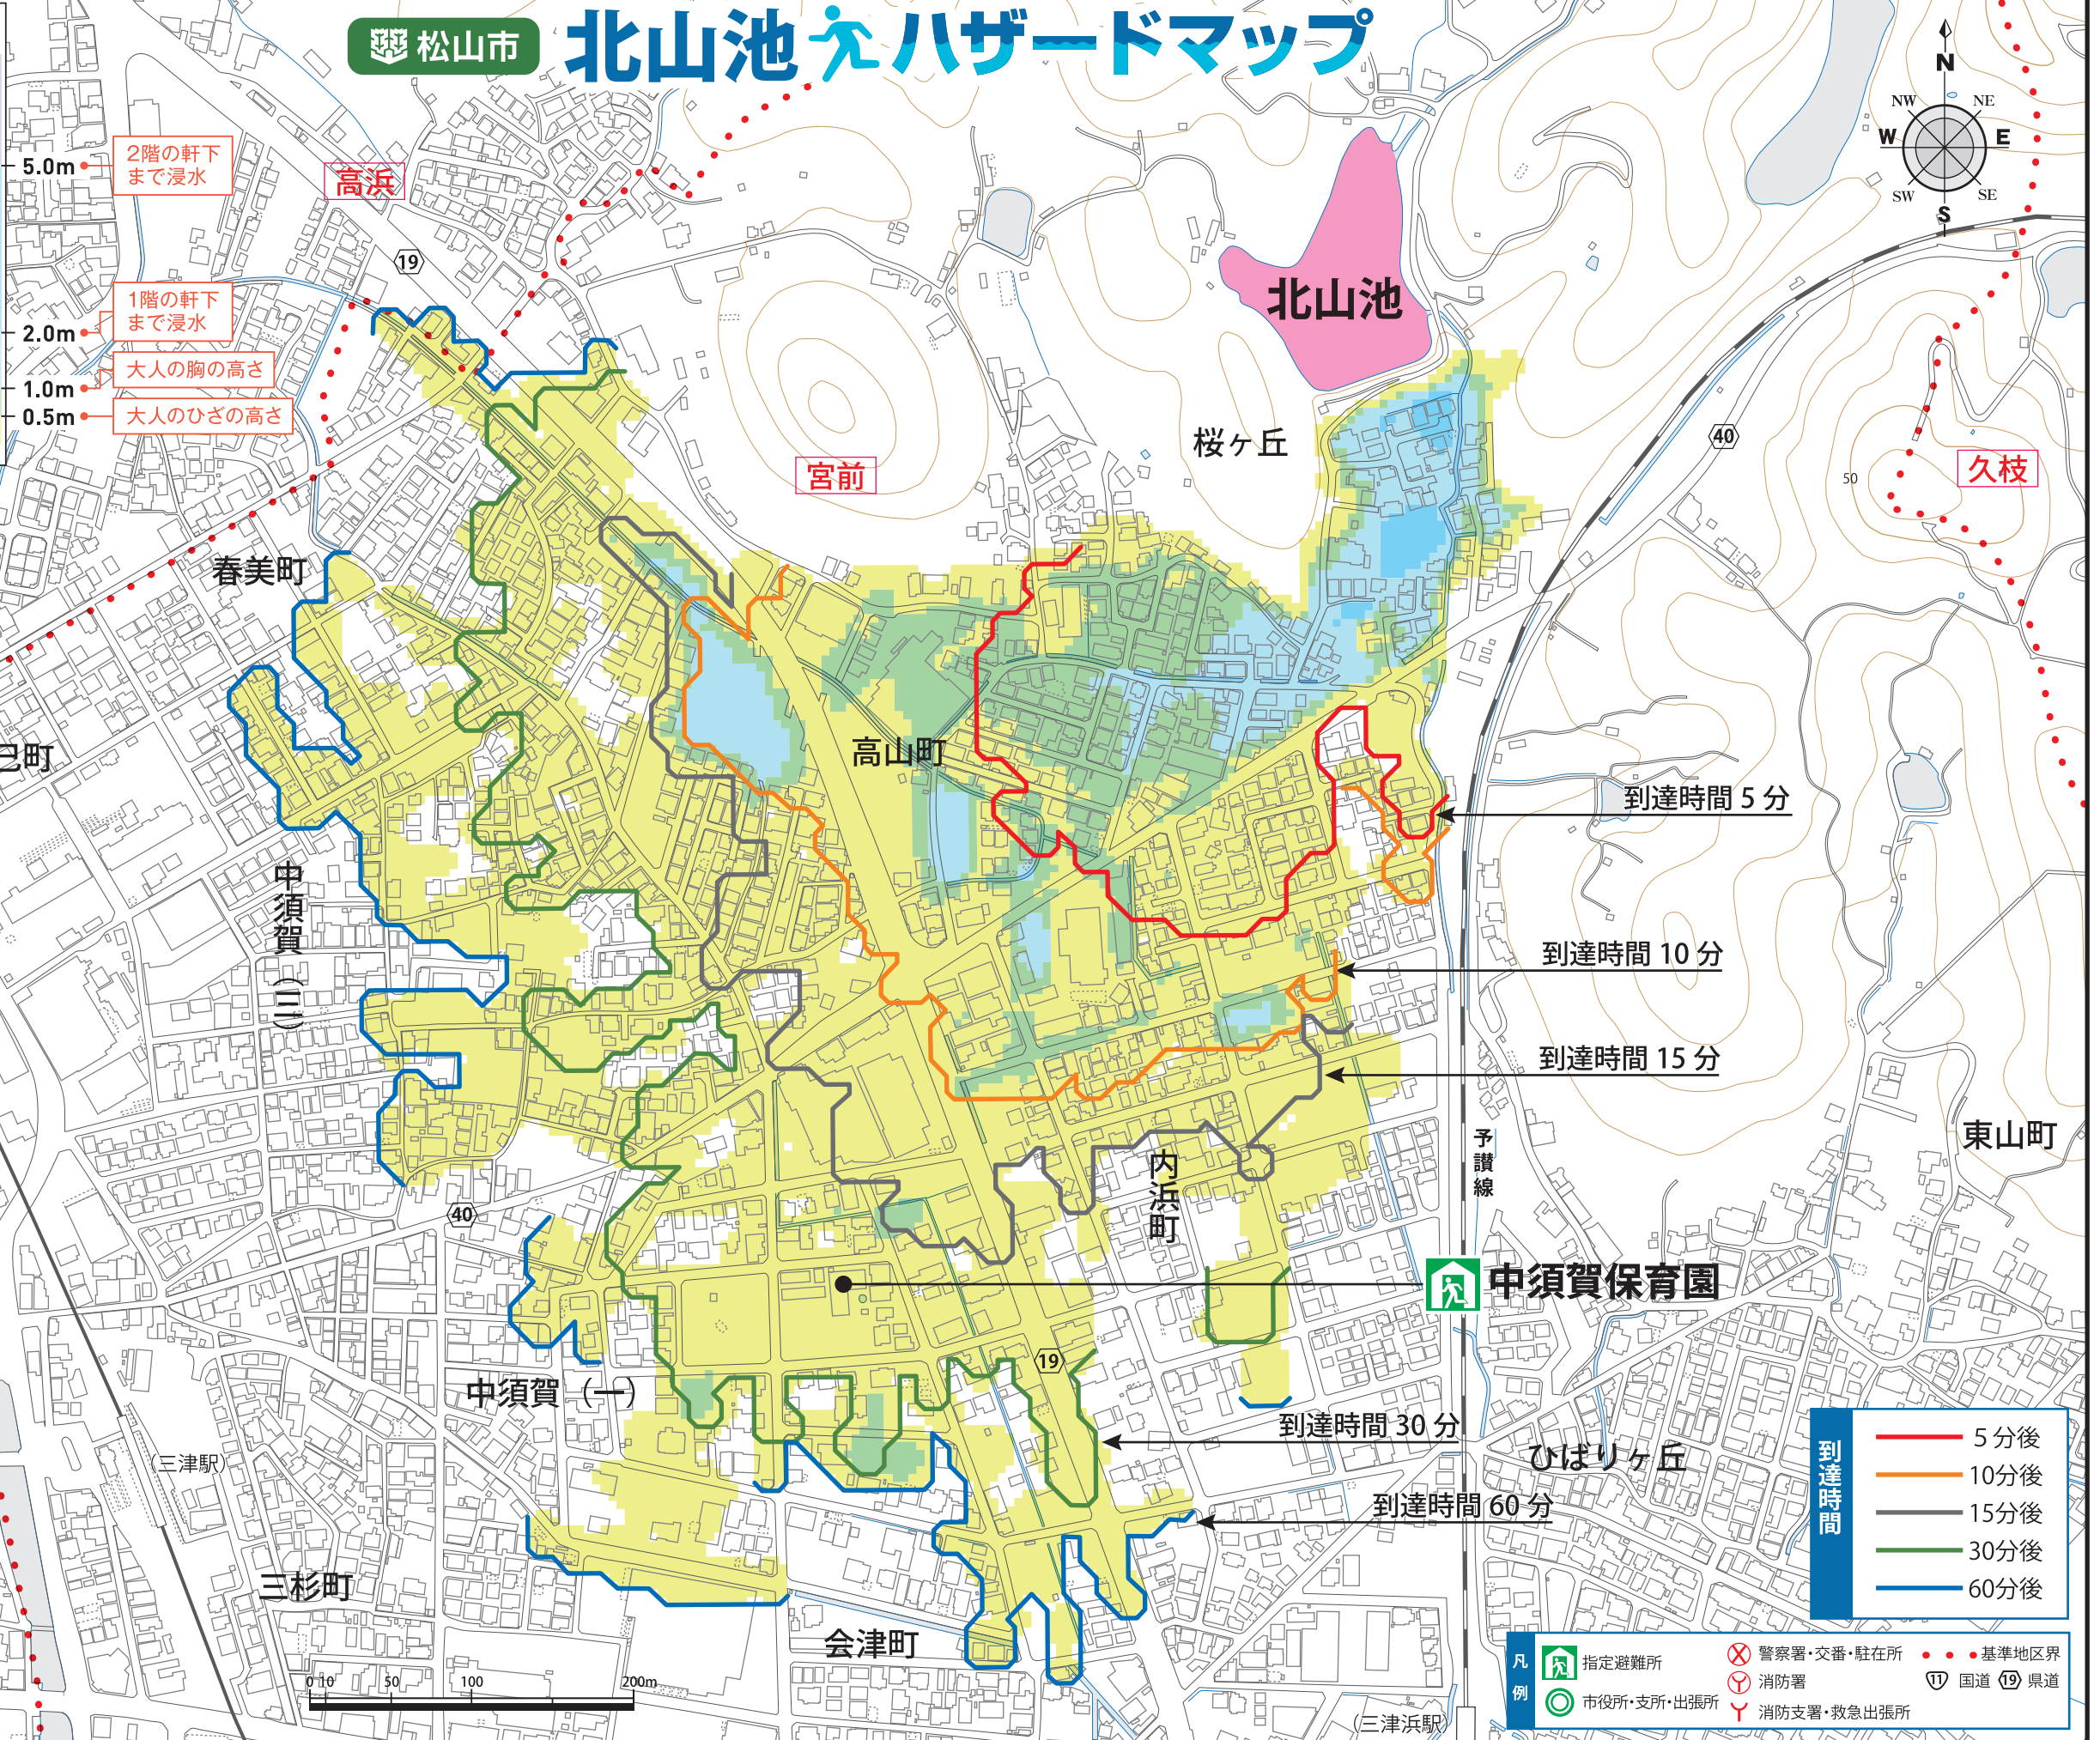 松山市
北山池 ハザードマップ
N
NW
NE
W
E
SW
SE
S
5.0m
2階の軒下
まで浸水
高浜
19
1階の軒下
まで浸水
2.0m
大人の胸の高さ
1.0m
大人のひざの高さ
0.5m
北山池
桜ヶ丘
宮前
40
50
久枝
春美町
高山町
到達時間 5 分
中須賀(三)
到達時間 10 分
到達時間 15 分
予讃線
東山町
内浜町
40
中須賀保育園
19
中須賀(一)
到達時間 30 分
(三津駅)
ひばりヶ丘
到達時間 60 分
三杉町
会津町
0 10 50 100 200m
(三津浜駅)
到達時間
5 分後
10分後
15分後
30分後
60分後
凡例
指定避難所
市役所・支所・出張所
警察署・交番・駐在所
消防署
消防支署・救急出張所
基準地区界
11 国道 19 県道